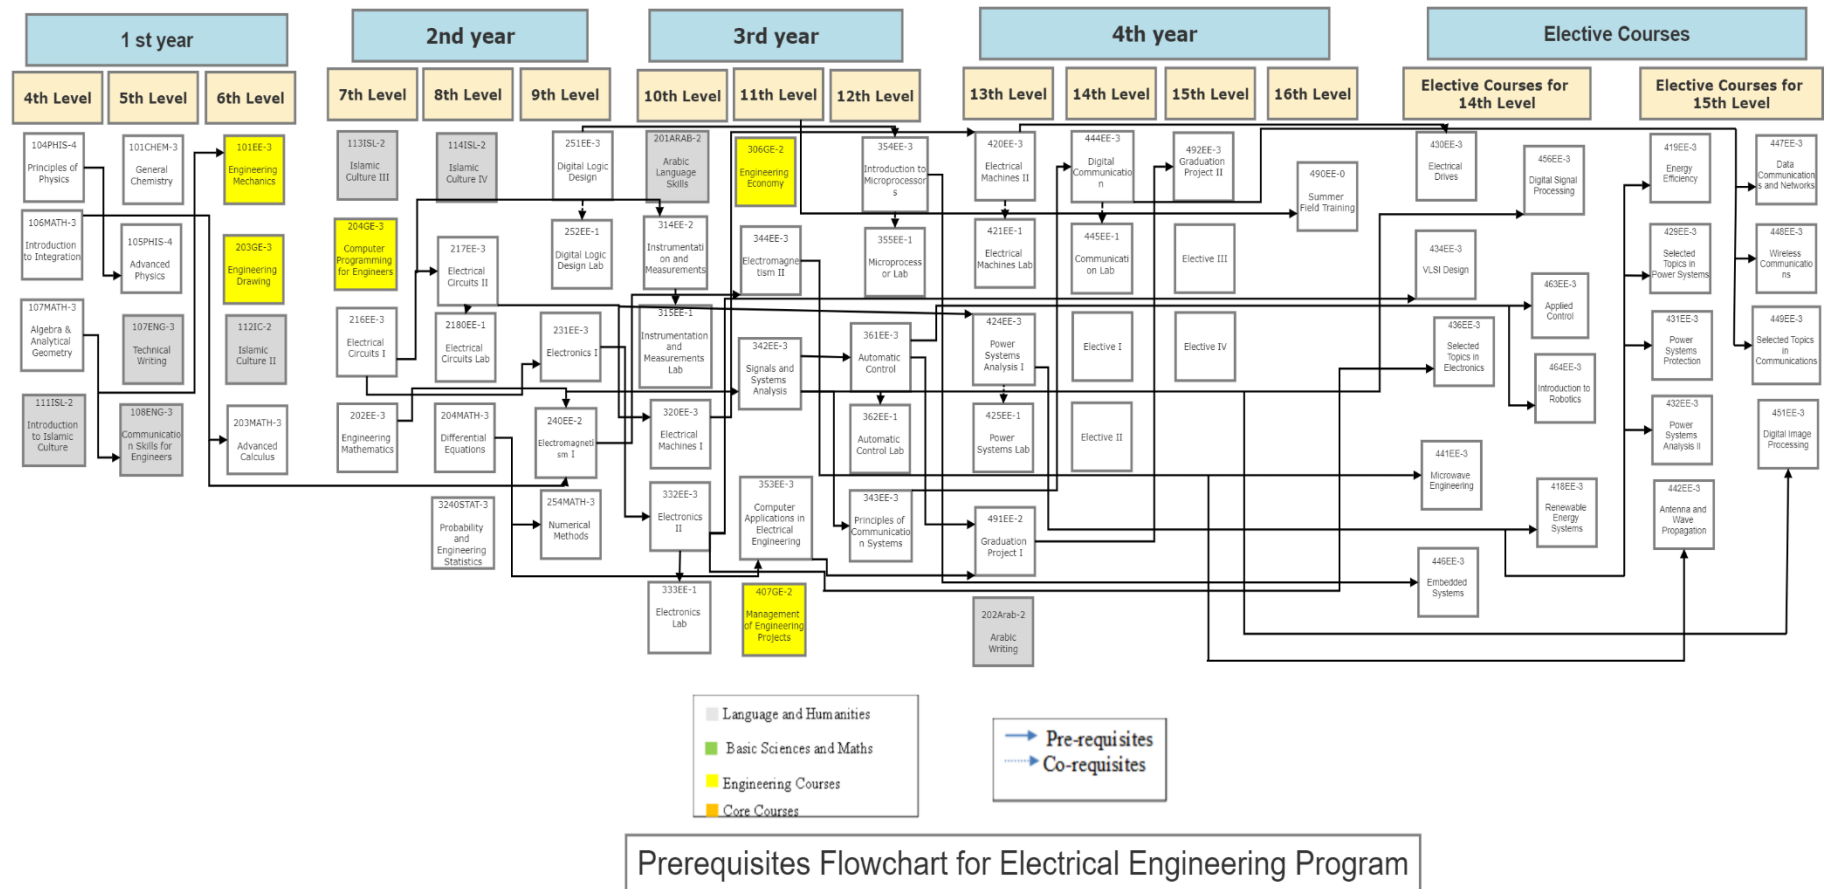 1 st year
2nd year
3rd year
4th year
Elective Courses
4th Level
5th Level
6th Level
7th Level
8th Level
9th Level
10th Level
11th Level
12th Level
13th Level
14th Level
15th Level
16th Level
Elective Courses for
14th Level
Elective Courses for
15th Level
104PHIS-4
Principles of
Physics
106MATH-3
Introduction
to Integration
107MATH-3
Algebra &
Analytical
Geometry
111ISL-2
Introduction
to Islamic
Culture
101CHEM-3
General
Chemistry
105PHIS-4
Advanced
Physics
107ENG-3
Technical
Writing
108ENG-3
Communicatio
n Skills for
Engineers
101EE-3
Engineering
Mechanics
203GE-3
Engineering
Drawing
112IC-2
Islamic
Culture II
203MATH-3
Advanced
Calculus
113ISL-2
Islamic
Culture III
204GE-3
Computer
Programming
for Engineers
216EE-3
Electrical
Circuits I
202EE-3
Engineering
Mathematics
114ISL-2
Islamic
Culture IV
217EE-3
Electrical
Circuits II
2180EE-1
Electrical
Circuits Lab
204MATH-3
Differential
Equations
3240STAT-3
Probability
and
Engineering
Statistics
251EE-3
Digital Logic
Design
252EE-1
Digital Logic
Design Lab
231EE-3
Electronics I
240EE-2
Electromagneti
sm I
254MATH-3
Numerical
Methods
201ARAB-2
Arabic
Language
Skills
314EE-2
Instrumentati
on and
Measurements
315EE-1
Instrumentation
and
Measurements
Lab
320EE-3
Electrical
Machines I
332EE-3
Electronics
II
333EE-1
Electronics
Lab
306GE-2
Engineering
Economy
344EE-3
Electromagne
tism II
342EE-3
Signals and
Systems
Analysis
353EE-3
Computer
Applications in
Electrical
Engineering
407GE-2
Management
of Engineering
Projects
354EE-3
Introduction to
Microprocessor
s
355EE-1
Microprocess
or Lab
361EE-3
Automatic
Control
362EE-1
Automatic
Control Lab
343EE-3
Principles of
Communication
Systems
420EE-3
Electrical
Machines II
421EE-1
Electrical
Machines Lab
424EE-3
Power
Systems
Analysis I
425EE-1
Power
Systems Lab
491EE-2
Graduation
Project I
202Arab-2
Arabic
Writing
444EE-3
Digital
Communicatio
n
445EE-1
Communicati
on Lab
Elective I
Elective II
492EE-3
Graduation
Project II
Elective III
Elective IV
490EE-0
Summer
Field Training
430EE-3
Electrical
Drives
434EE-3
VLSI Design
436EE-3
Selected
Topics in
Electronics
441EE-3
Microwave
Engineering
446EE-3
Embedded
Systems
456EE-3
Digital Signal
Processing
463EE-3
Applied
Control
464EE-3
Introduction to
Robotics
418EE-3
Renewable
Energy
Systems
419EE-3
Energy
Efficiency
429EE-3
Selected
Topics in
Power Systems
431EE-3
Power
Systems
Protection
432EE-3
Power
Systems
Analysis II
442EE-3
Antenna and
Wave
Propagation
447EE-3
Data
Communicatio
ns and Networks
448EE-3
Wireless
Communicatio
ns
449EE-3
Selected Topics
in
Communications
451EE-3
Digital Image
Processing
Language and Humanities
Basic Sciences and Maths
Engineering Courses
Core Courses
Pre-requisites
Co-requisites
Prerequisites Flowchart for Electrical Engineering Program